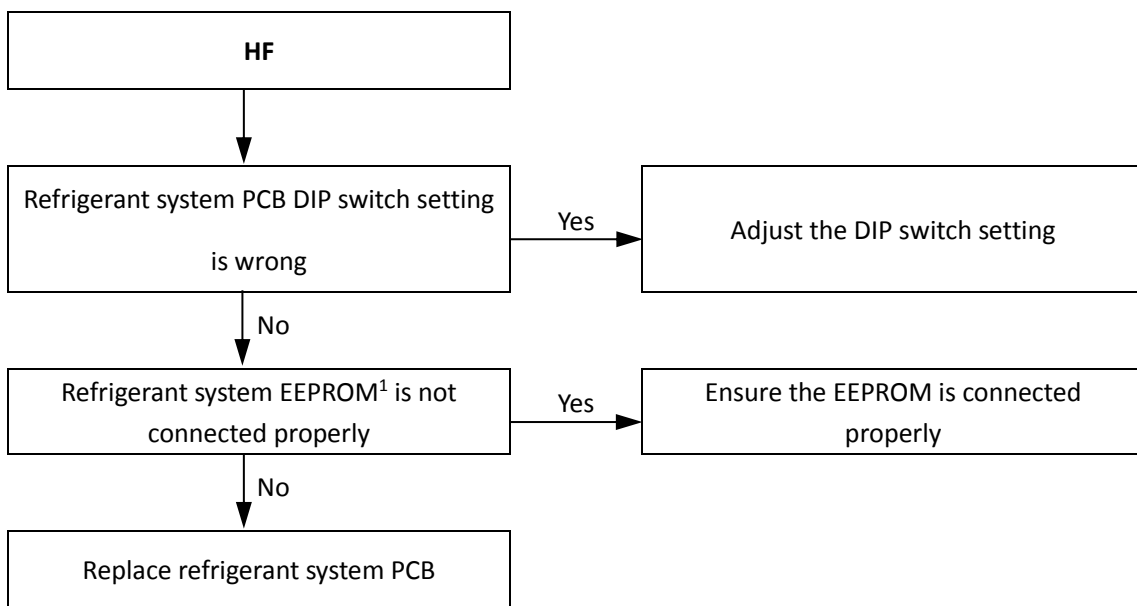 HF
Refrigerant system PCB DIP switch setting
is wrong
Yes
Adjust the DIP switch setting
No
Refrigerant system EEPROM¹ is not
connected properly
Yes
Ensure the EEPROM is connected
properly
No
Replace refrigerant system PCB